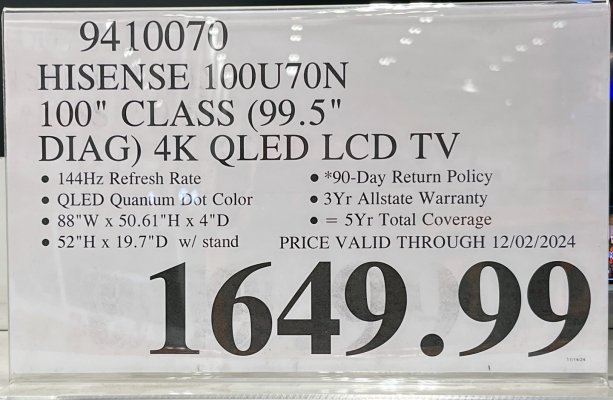 9410070
HISENSE 100U70N
100" CLASS (99.5"
DIAG) 4K QLED LCD TV
• 144Hz Refresh Rate
• QLED Quantum Dot Color
• 88"W x 50.61"H x 4"D
• 52"H x 19.7"D w/ stand
• *90-Day Return Policy
• 3Yr Allstate Warranty
• = 5Yr Total Coverage
PRICE VALID THROUGH 12/02/2024
1649.99